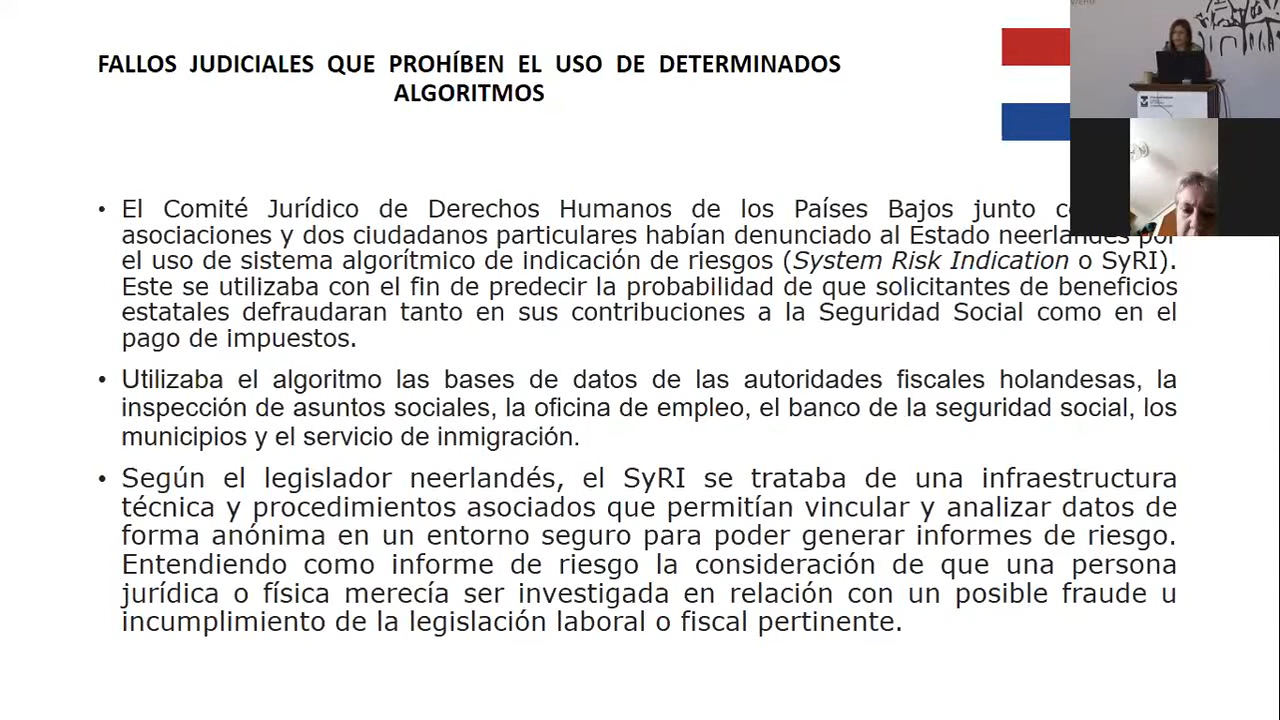 FALLOS JUDICIALES QUE PROHÍBEN EL USO DE DETERMINADOS
ALGORITMOS
• El Comité Jurídico de Derechos Humanos de los Países Bajos junto
asociaciones y dos ciudadanos particulares habían denunciado al Estado neerlandés por
el uso de sistema algorítmico de indicación de riesgos (System Risk Indication o SyRI).
Este se utilizaba con el fin de predecir la probabilidad de que solicitantes de beneficios
estatales defraudaran tanto en sus contribuciones a la Seguridad Social como en el
pago de impuestos.
• Utilizaba el algoritmo las bases de datos de las autoridades fiscales holandesas, la
inspección de asuntos sociales, la oficina de empleo, el banco de la seguridad social, los
municipios y el servicio de inmigración.
• Según el legislador neerlandés, el SyRI se trataba de una infraestructura
técnica y procedimientos asociados que permitían vincular y analizar datos de
forma anónima en un entorno seguro para poder generar informes de riesgo.
Entendiendo como informe de riesgo la consideración de que una persona
jurídica o física merecía ser investigada en relación con un posible fraude u
incumplimiento de la legislación laboral o fiscal pertinente.